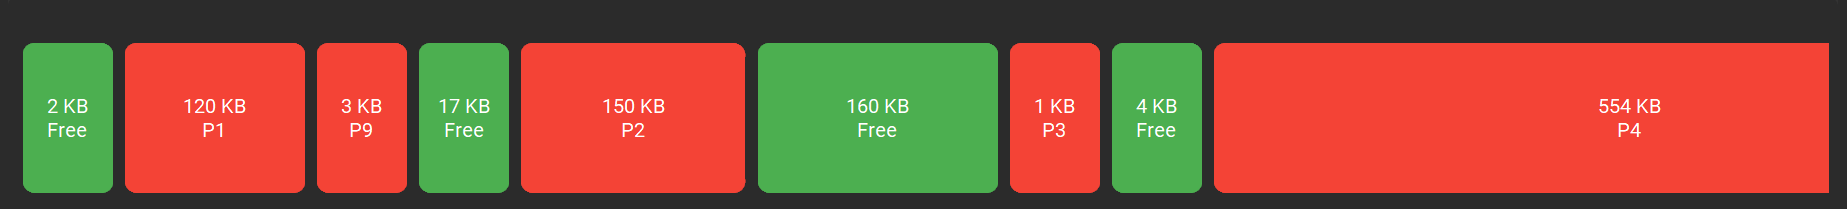 2 KB
Free
120 KB
P1
3 KB
P9
17 KB
Free
150 KB
P2
160 KB
Free
1 KB
P3
4 KB
Free
554 KB
P4